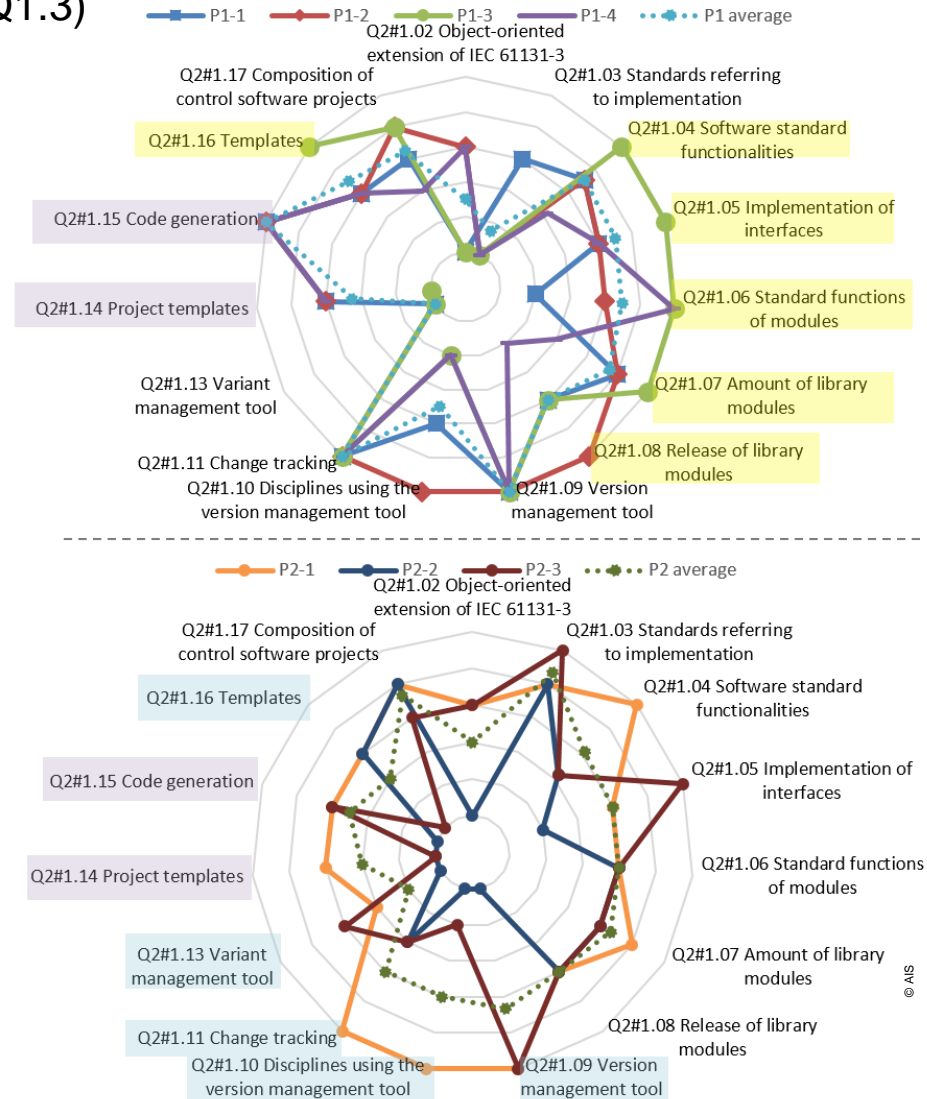 Q1.3)
P1-1 P1-2 P1-3 P1-4 P1 average
Q2#1.02 Object-oriented
extension of IEC 61131-3
Q2#1.17 Composition of
control software projects
Q2#1.03 Standards referring
to implementation
Q2#1.16 Templates
Q2#1.04 Software standard
functionalities
Q2#1.15 Code generation
Q2#1.05 Implementation of
interfaces
Q2#1.14 Project templates
Q2#1.06 Standard functions
of modules
Q2#1.13 Variant
management tool
Q2#1.07 Amount of library
modules
Q2#1.11 Change tracking
Q2#1.08 Release of library
modules
Q2#1.10 Disciplines using the
version management tool
Q2#1.09 Version
management tool
P2-1 P2-2 P2-3 P2 average
Q2#1.02 Object-oriented
extension of IEC 61131-3
Q2#1.17 Composition of
control software projects
Q2#1.03 Standards referring
to implementation
Q2#1.16 Templates
Q2#1.04 Software standard
functionalities
Q2#1.15 Code generation
Q2#1.05 Implementation of
interfaces
Q2#1.14 Project templates
Q2#1.06 Standard functions
of modules
Q2#1.13 Variant
management tool
Q2#1.07 Amount of library
modules
© AIS
Q2#1.11 Change tracking
Q2#1.08 Release of library
modules
Q2#1.10 Disciplines using the
version management tool
Q2#1.09 Version
management tool